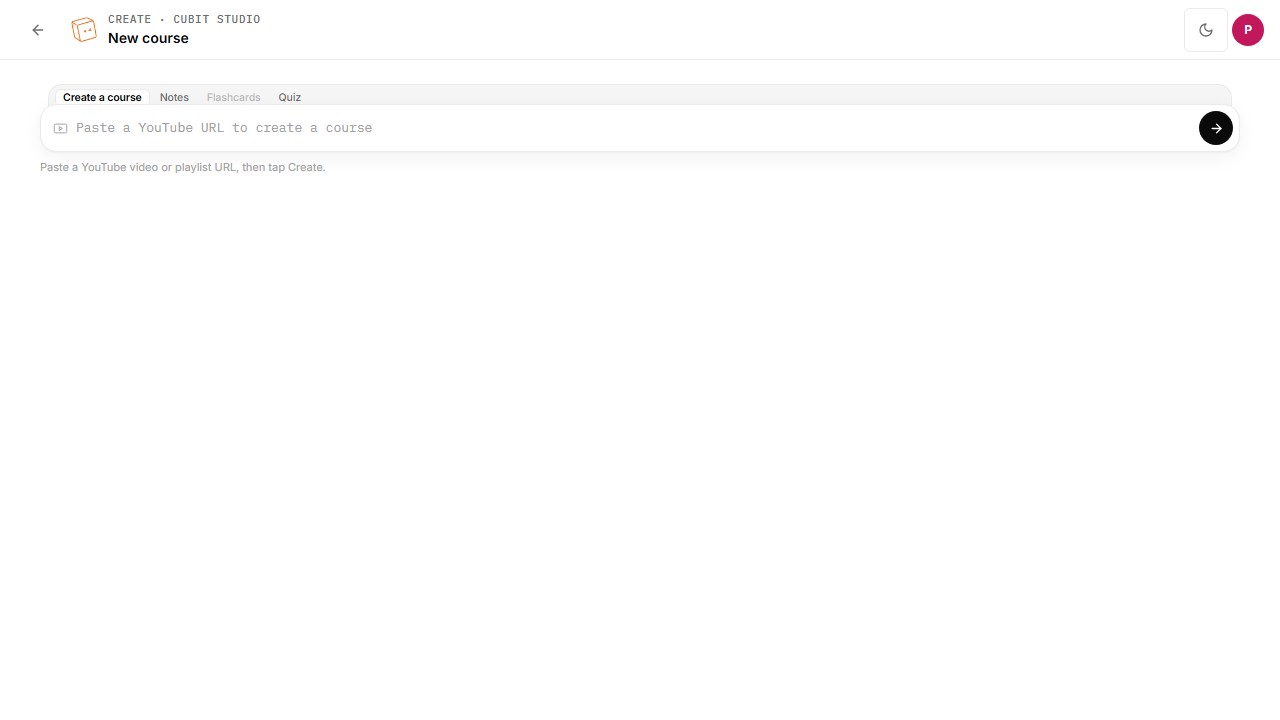 CREATE · CUBIT STUDIO
New course
P
Create a course Notes Flashcards Quiz
Paste a YouTube URL to create a course
Paste a YouTube video or playlist URL, then tap Create.